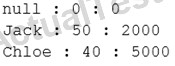 null : 0 : 0
Jack : 50 : 2000
Chloe : 40 : 5000